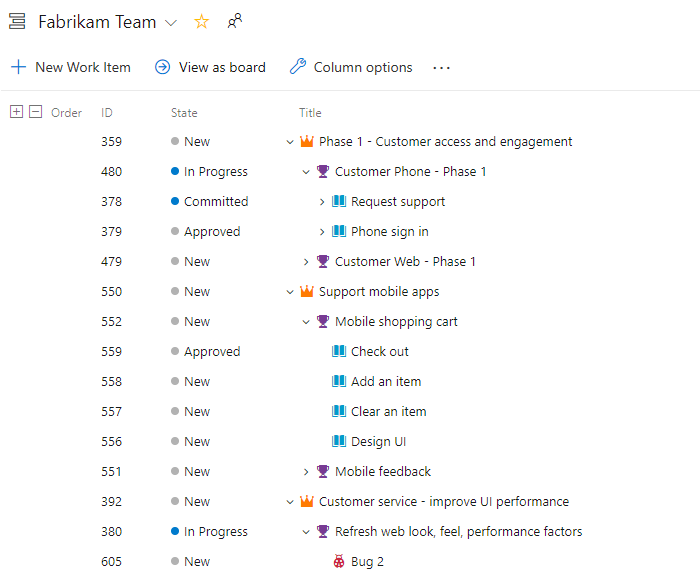 Fabrikam Team
New Work Item View as board Column options ...
Order ID State Title
359 New Phase 1 - Customer access and engagement
480 In Progress Customer Phone - Phase 1
378 Committed Request support
379 Approved Phone sign in
479 New Customer Web - Phase 1
550 New Support mobile apps
552 New Mobile shopping cart
559 Approved Check out
558 New Add an item
557 New Clear an item
556 New Design UI
551 New Mobile feedback
392 New Customer service - improve UI performance
380 In Progress Refresh web look, feel, performance factors
605 New Bug 2